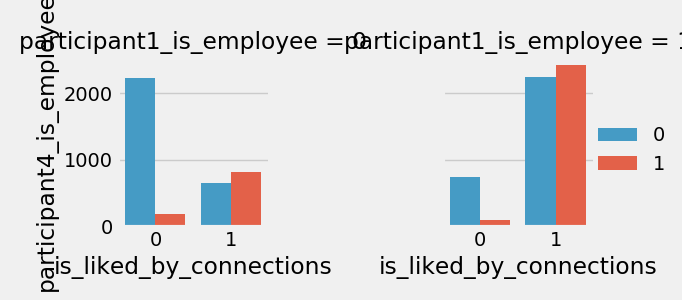 participant1_is_employee = 0
participant1_is_employee = 1
participant4_is_employee
2000
1000
0
0 1
0 1
is_liked_by_connections
is_liked_by_connections
0
1